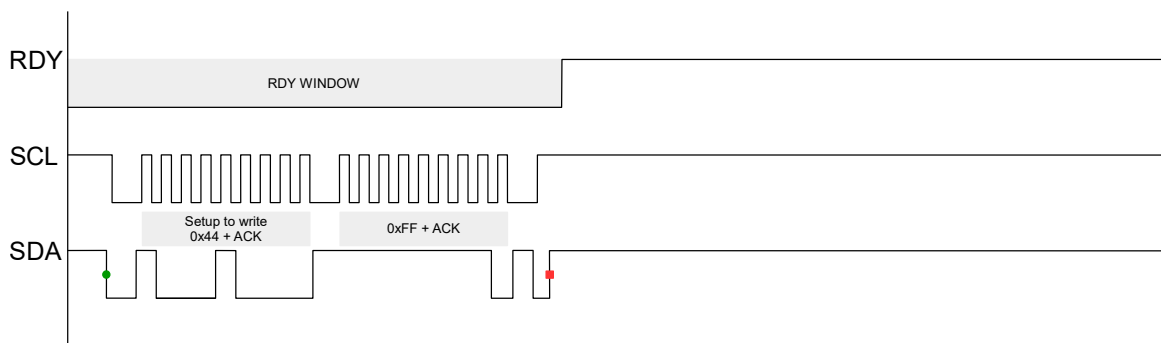 RDY
RDY WINDOW
SCL
Setup to write
0x44 + ACK
0xFF + ACK
SDA